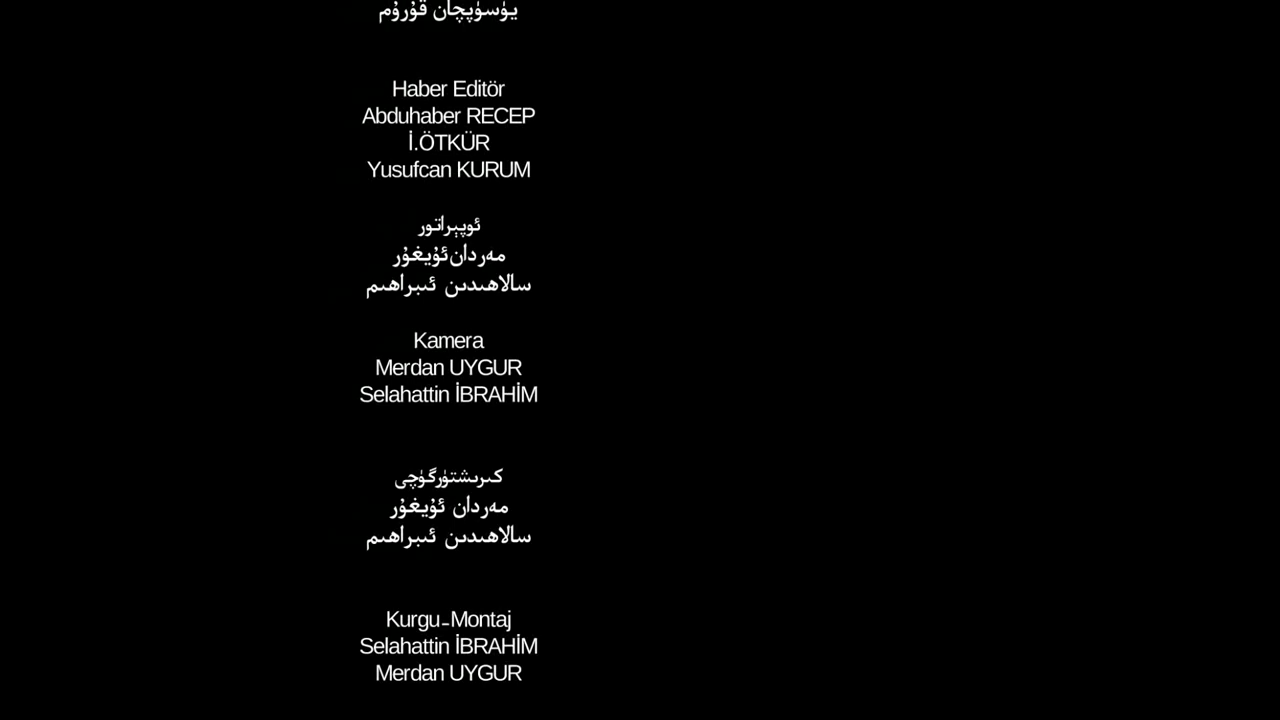 يۈسۈپچان قۇرۇم
Haber Editör
Abduhaber RECEP
İ.ÖTKÜR
Yusufcan KURUM
ئوپېراتور
مەردان ئۇيغۇر
سالاھىدىن ئىبراھىم
Kamera
Merdan UYGUR
Selahattin İBRAHİM
كىرىشتۈرگۈچى
مەردان ئۇيغۇر
سالاھىدىن ئىبراھىم
Kurgu-Montaj
Selahattin İBRAHİM
Merdan UYGUR